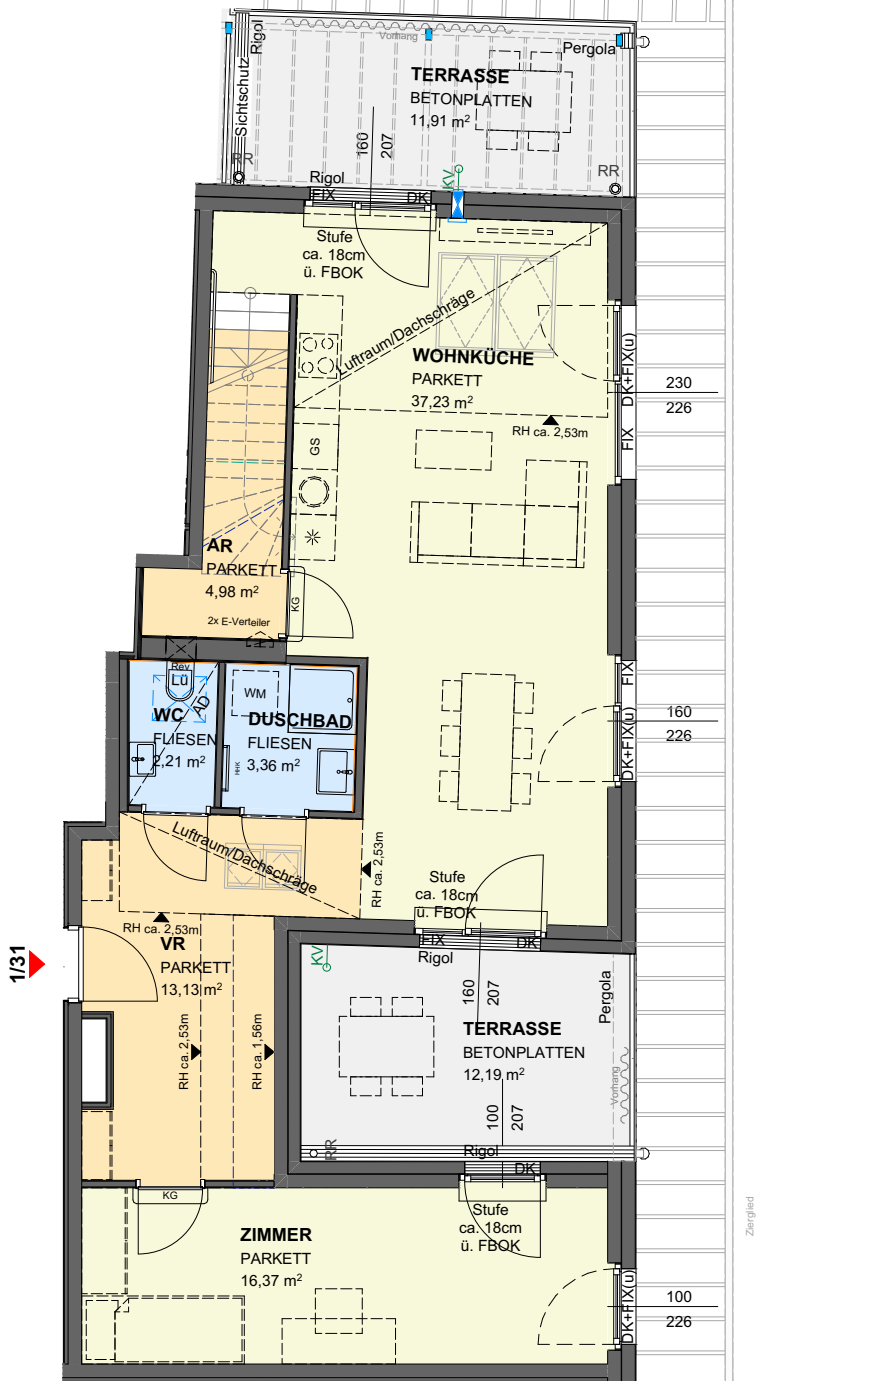 Rigol
Vorhang
Pergola
Sichtschutz
TERRASSE
BETONPLATTEN
11,91 m²
160
207
RR
RR
KV
Rigol
FIX
DK
Stufe
ca. 18cm
ü. FBOK
Luftraum/Dachschräge
WOHNKÜCHE
PARKETT
37,23 m²
DK+FIX(u)
FIX
230
226
RH ca. 2,53m
GS
AR
PARKETT
4,98 m²
2x E-Verteiler
KG
Rev
Lü
AD
WM
WC
FLIESEN
2,21 m²
DUSCHBAD
FLIESEN
3,36 m²
HHK
FIX
DK+FIX(u)
160
226
Luftraum/Dachschräge
RH ca. 2,53m
Stufe
ca. 18cm
ü. FBOK
FIX
DK
Rigol
RH ca. 2,53m
VR
PARKETT
13,13 m²
1/31
KV
160
207
Pergola
TERRASSE
BETONPLATTEN
12,19 m²
RH ca. 2,53m
RH ca. 1,56m
Vorhang
100
207
RR
Rigol
DK
KG
Stufe
ca. 18cm
ü. FBOK
ZIMMER
PARKETT
16,37 m²
DK+FIX(u)
100
226
Zierglied